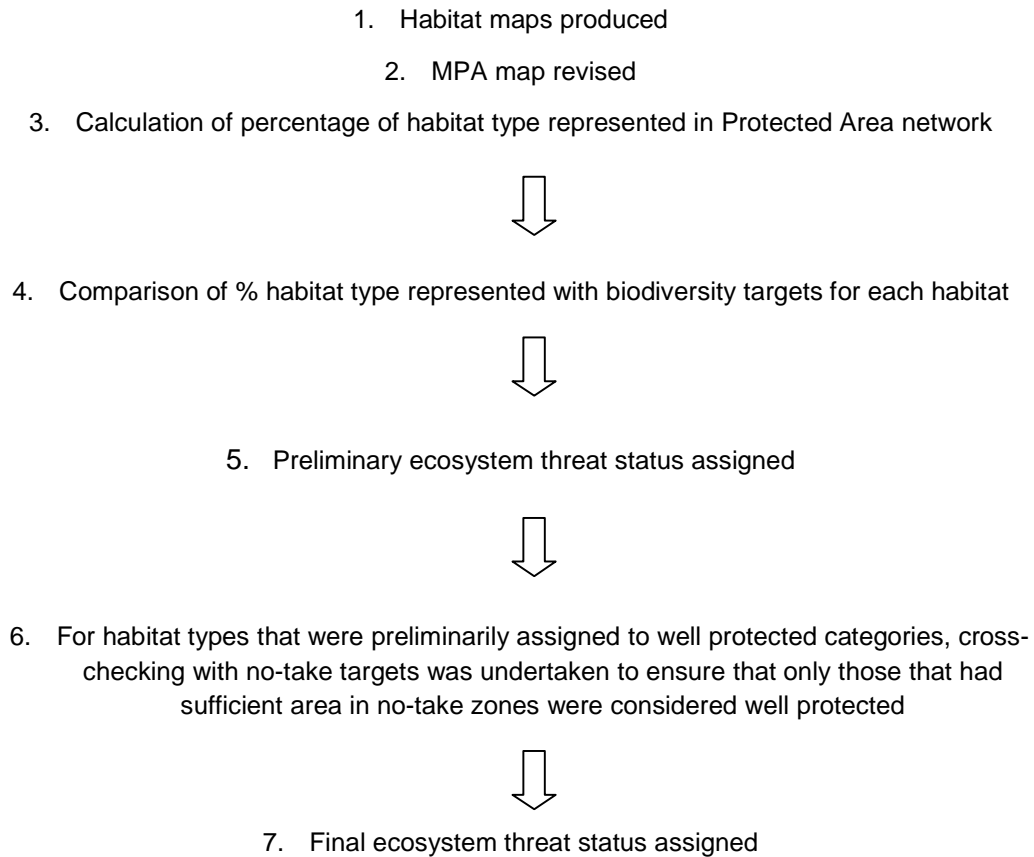 1. Habitat maps produced
2. MPA map revised
3. Calculation of percentage of habitat type represented in Protected Area network
4. Comparison of % habitat type represented with biodiversity targets for each habitat
5. Preliminary ecosystem threat status assigned
6. For habitat types that were preliminarily assigned to well protected categories, cross-
checking with no-take targets was undertaken to ensure that only those that had
sufficient area in no-take zones were considered well protected
7. Final ecosystem threat status assigned